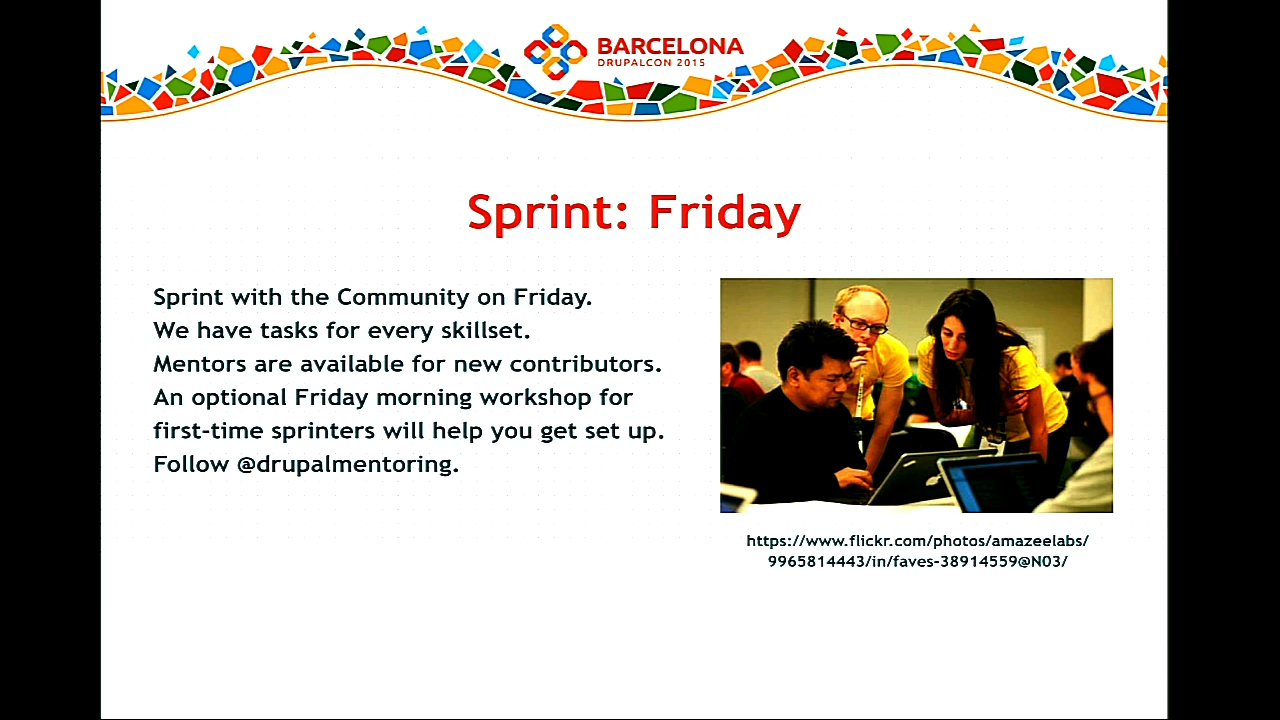 BARCELONA
DRUPALCON 2015
Sprint: Friday
Sprint with the Community on Friday.
We have tasks for every skillset.
Mentors are available for new contributors.
An optional Friday morning workshop for
first-time sprinters will help you get set up.
Follow @drupalmentoring.
https://www.flickr.com/photos/amazeelabs/
9965814443/in/faves-38914559@N03/